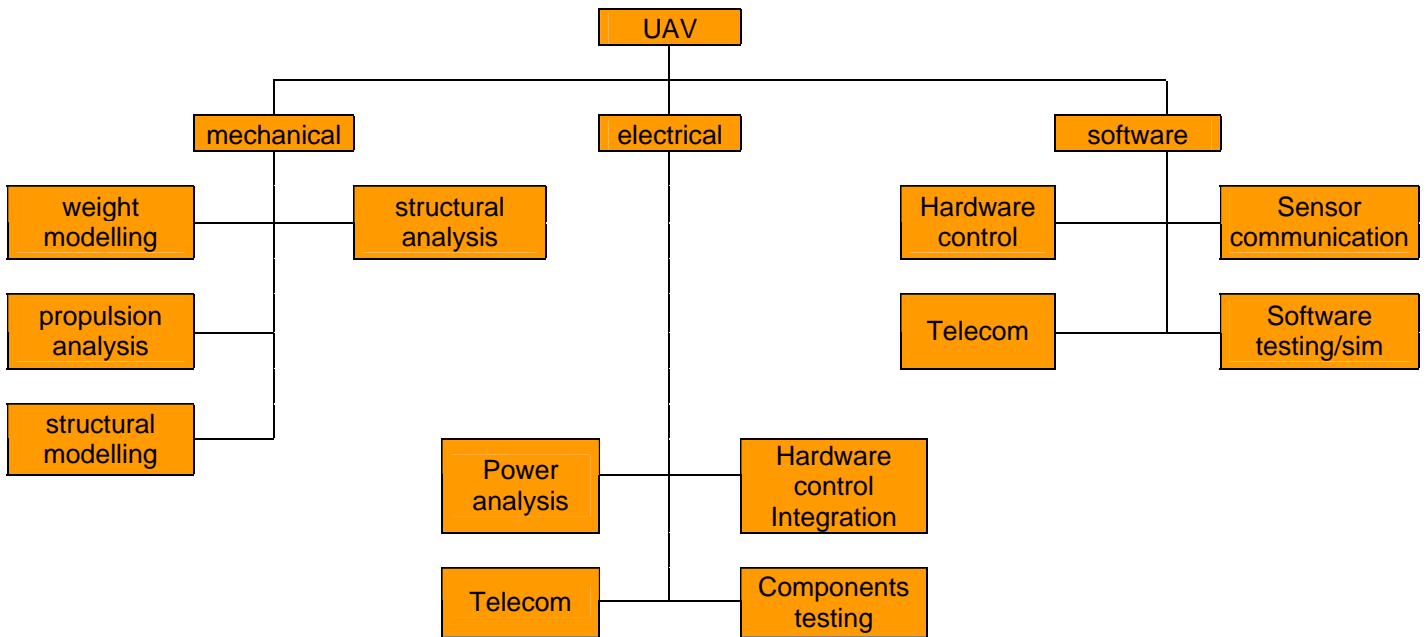 UAV
mechanical
electrical
software
weight
modelling
structural
analysis
Hardware
control
Sensor
communication
propulsion
analysis
Telecom
Software
testing/sim
structural
modelling
Power
analysis
Hardware
control
Integration
Telecom
Components
testing